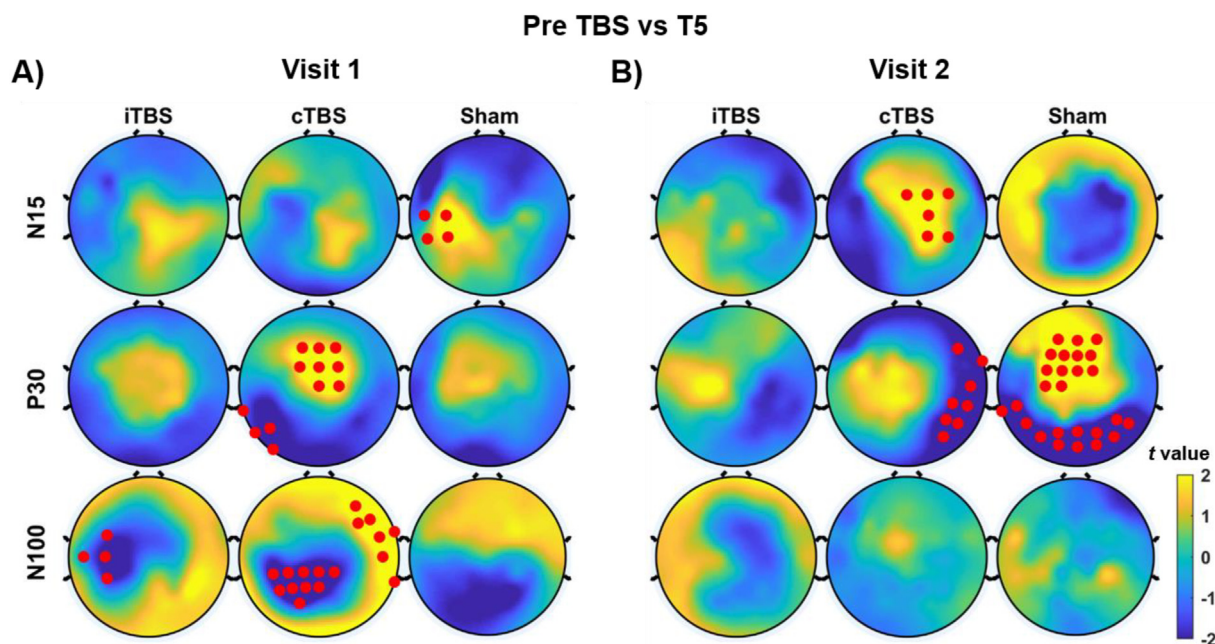 Pre TBS vs T5
A) Visit 1
B) Visit 2
iTBS cTBS Sham
iTBS cTBS Sham
N15
P30
N100
t value
2
1
0
-1
-2